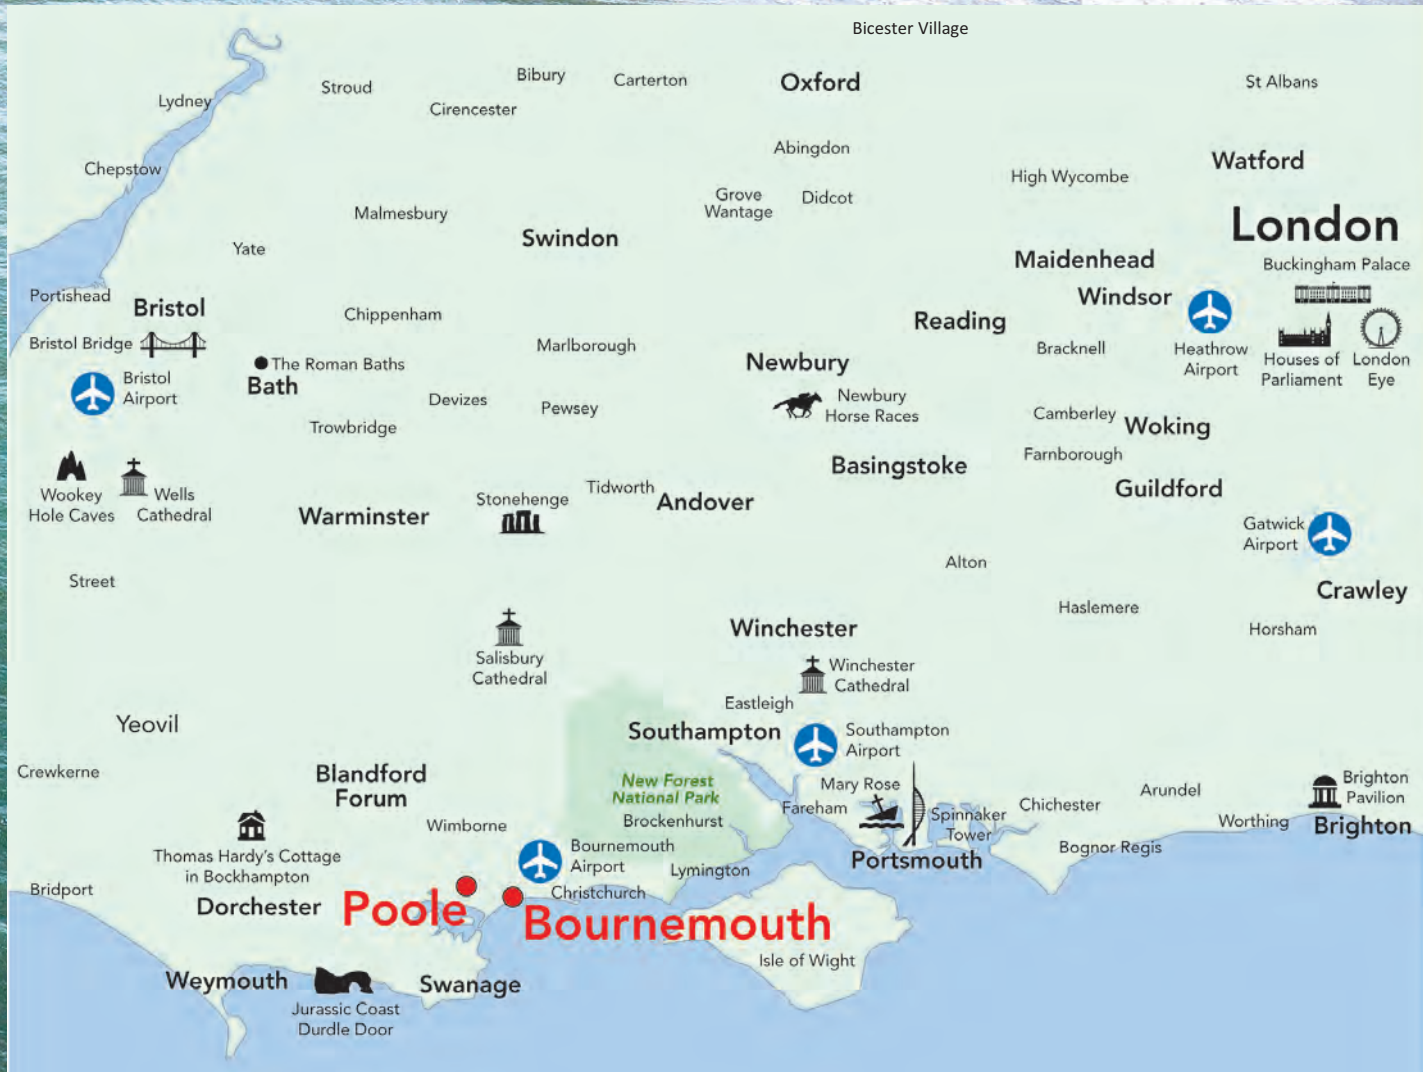 Bicester Village
Bibury
Carterton
Oxford
St Albans
Stroud
Lydney
Cirencester
Abingdon
Watford
Chepstow
High Wycombe
Grove
Wantage
Didcot
Malmesbury
London
Swindon
Yate
Maidenhead
Buckingham Palace
Portishead
Bristol
Windsor
Chippenham
Reading
Bristol Bridge
Marlborough
Bracknell
Heathrow
Airport
Houses of
Parliament
London
Eye
The Roman Baths
Bath
Newbury
Bristol
Airport
Devizes
Pewsey
Newbury
Horse Races
Camberley
Woking
Trowbridge
Farnborough
Basingstoke
Wookey
Hole Caves
Wells
Cathedral
Stonehenge
Tidworth
Andover
Guildford
Warminster
Gatwick
Airport
Street
Alton
Crawley
Haslemere
Winchester
Horsham
Salisbury
Cathedral
Winchester
Cathedral
Eastleigh
Yeovil
Southampton
Southampton
Airport
Crewkerne
Blandford
Forum
New Forest
National Park
Mary Rose
Fareham
Spinnaker
Tower
Chichester
Arundel
Brighton
Pavilion
Wimborne
Brockenhurst
Worthing
Brighton
Thomas Hardy's Cottage
in Bockhampton
Bournemouth
Airport
Lymington
Portsmouth
Bognor Regis
Bridport
Dorchester
Poole
Christchurch
Bournemouth
Isle of Wight
Weymouth
Swanage
Jurassic Coast
Durdle Door